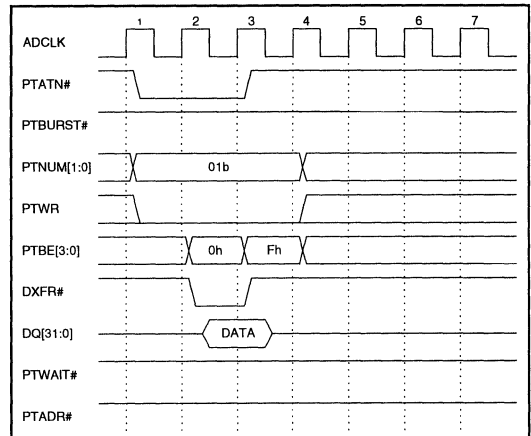 1 2 3 4 5 6 7
ADCLK
PTATN#
PTBURST#
PTNUM[1:0] 01b
PTWR
PTBE[3:0] 0h Fh
DXFR#
DQ[31:0] DATA
PTWAIT#
PTADR#